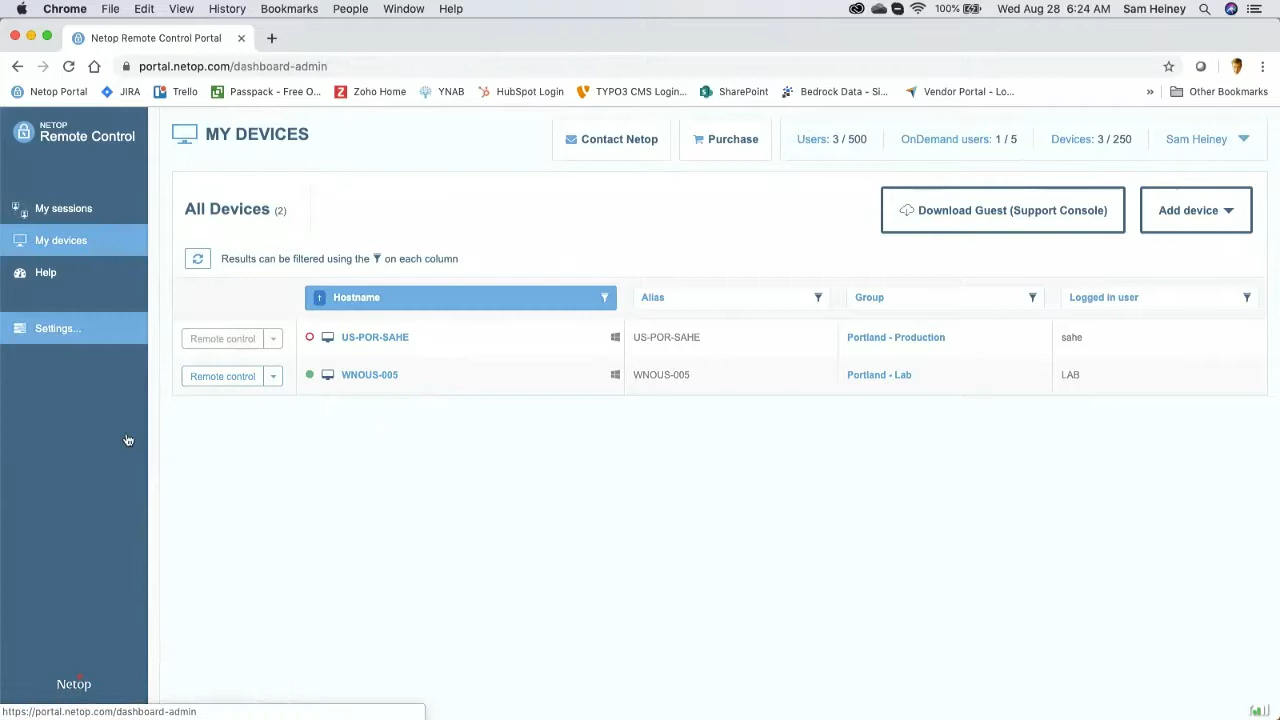 Chrome File Edit View History Bookmarks People Window Help 100% Wed Aug 28 6:24 AM Sam Heiney
Netop Remote Control Portal
portal.netop.com/dashboard-admin
Netop Portal JIRA Trello Passpack - Free O... Zoho Home YNAB HubSpot Login TYPO3 CMS Login... SharePoint Bedrock Data - Si... Vendor Portal - Lo... » Other Bookmarks
NETOP
Remote Control
MY DEVICES
Contact Netop Purchase Users: 3 / 500 OnDemand users: 1 / 5 Devices: 3 / 250 Sam Heiney
My sessions
My devices
Help
Settings...
All Devices (2)
Download Guest (Support Console) Add device
Results can be filtered using the on each column
Hostname Alias Group Logged in user
Remote control US-POR-SAHE US-POR-SAHE Portland - Production sahe
Remote control WNOUS-005 WNOUS-005 Portland - Lab LAB
Netop
https://portal.netop.com/dashboard-admin